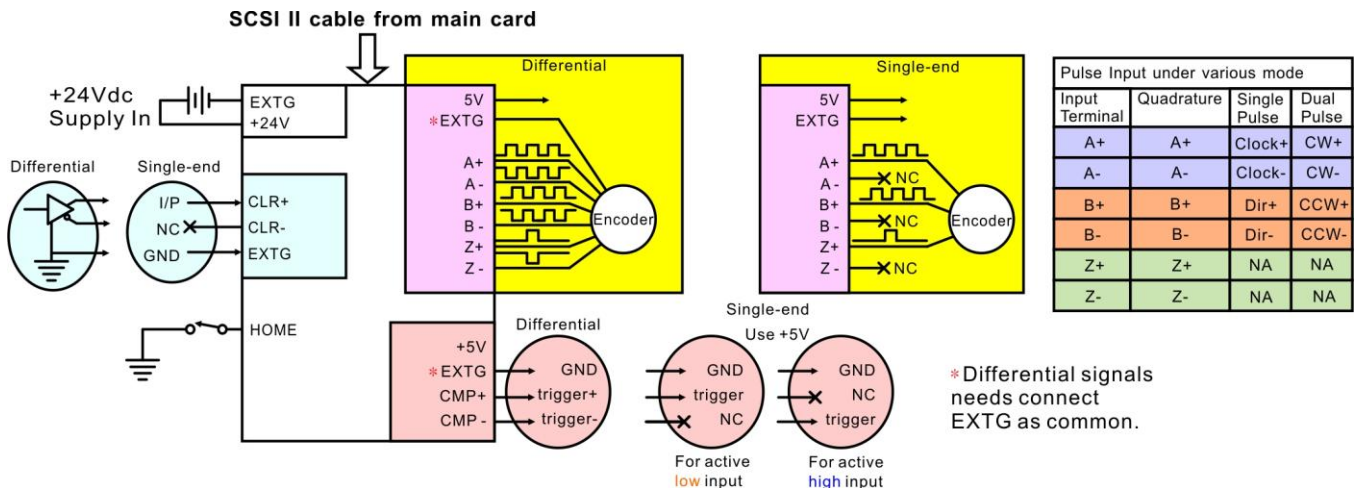 SCSI II cable from main card
+24Vdc
Supply In
EXTG
+24V
Differential
Single-end
I/P
NC
GND
CLR+
CLR-
EXTG
HOME
Differential
5V
*EXTG
A+
A-
B+
B-
Z+
Z-
Encoder
+5V
*EXTG
CMP+
CMP-
Differential
GND
trigger+
trigger-
Single-end
5V
EXTG
A+
A-
B+
B-
Z+
Z-
NC
NC
NC
Encoder
Single-end
Use +5V
GND
trigger
NC
For active
low input
GND
NC
trigger
For active
high input
Pulse Input under various mode
Input Terminal Quadrature Single Pulse Dual Pulse
A+ A+ Clock+ CW+
A- A- Clock- CW-
B+ B+ Dir+ CCW+
B- B- Dir- CCW-
Z+ Z+ NA NA
Z- Z- NA NA
*Differential signals
needs connect
EXTG as common.